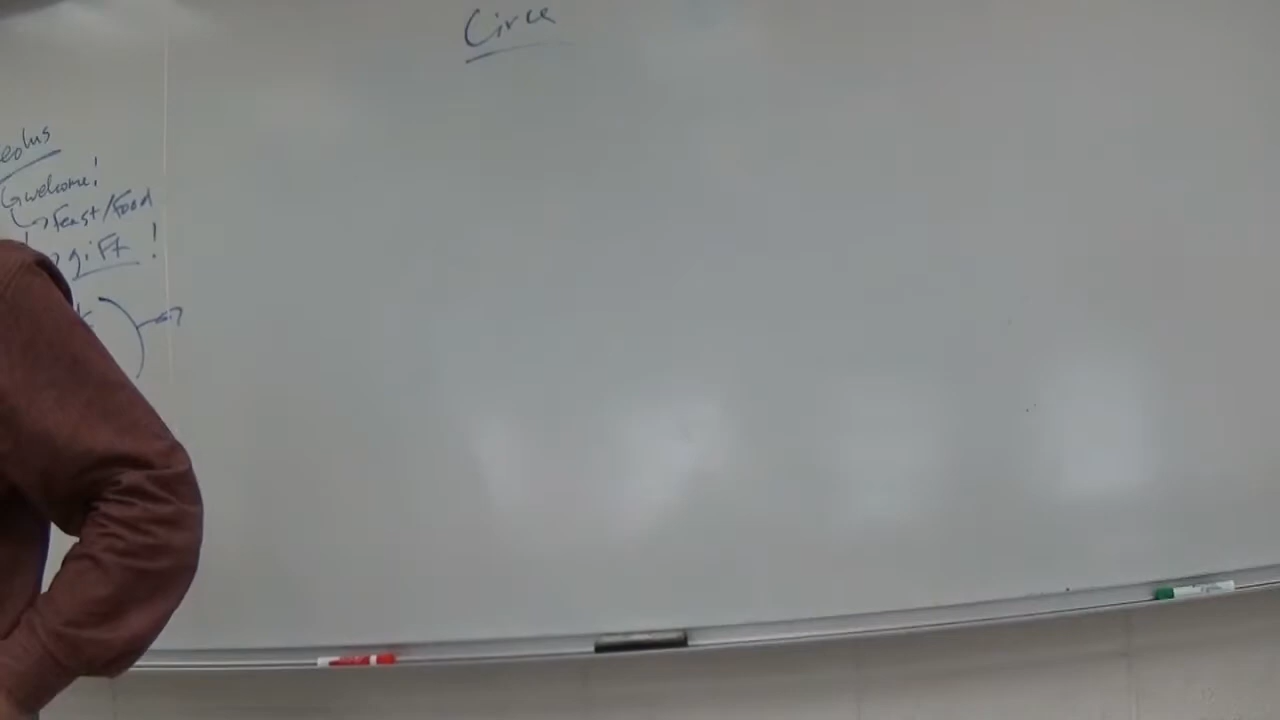 Circe
eolus
↳ welcome!
↳ Feast/Food
↳ gift!